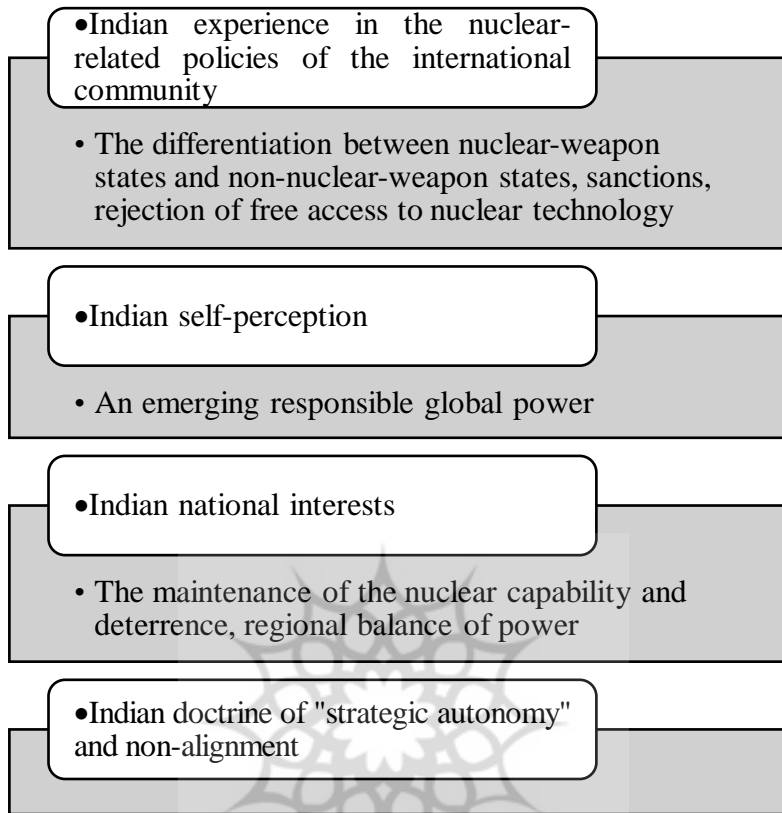 •Indian experience in the nuclear-
related policies of the international
community
• The differentiation between nuclear-weapon
states and non-nuclear-weapon states, sanctions,
rejection of free access to nuclear technology
•Indian self-perception
• An emerging responsible global power
•Indian national interests
• The maintenance of the nuclear capability and
deterrence, regional balance of power
•Indian doctrine of "strategic autonomy"
and non-alignment